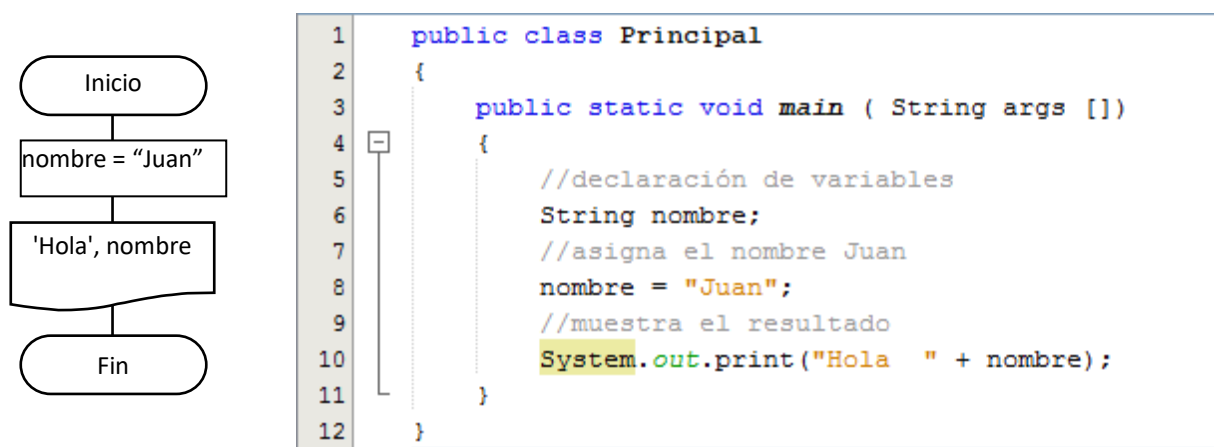 Inicio
nombre = “Juan”
'Hola', nombre
Fin
1 public class Principal
2 {
3 public static void main ( String args [])
4 {
5 //declaración de variables
6 String nombre;
7 //asigna el nombre Juan
8 nombre = "Juan";
9 //muestra el resultado
10 System.out.print("Hola  " + nombre);
11 }
12 }